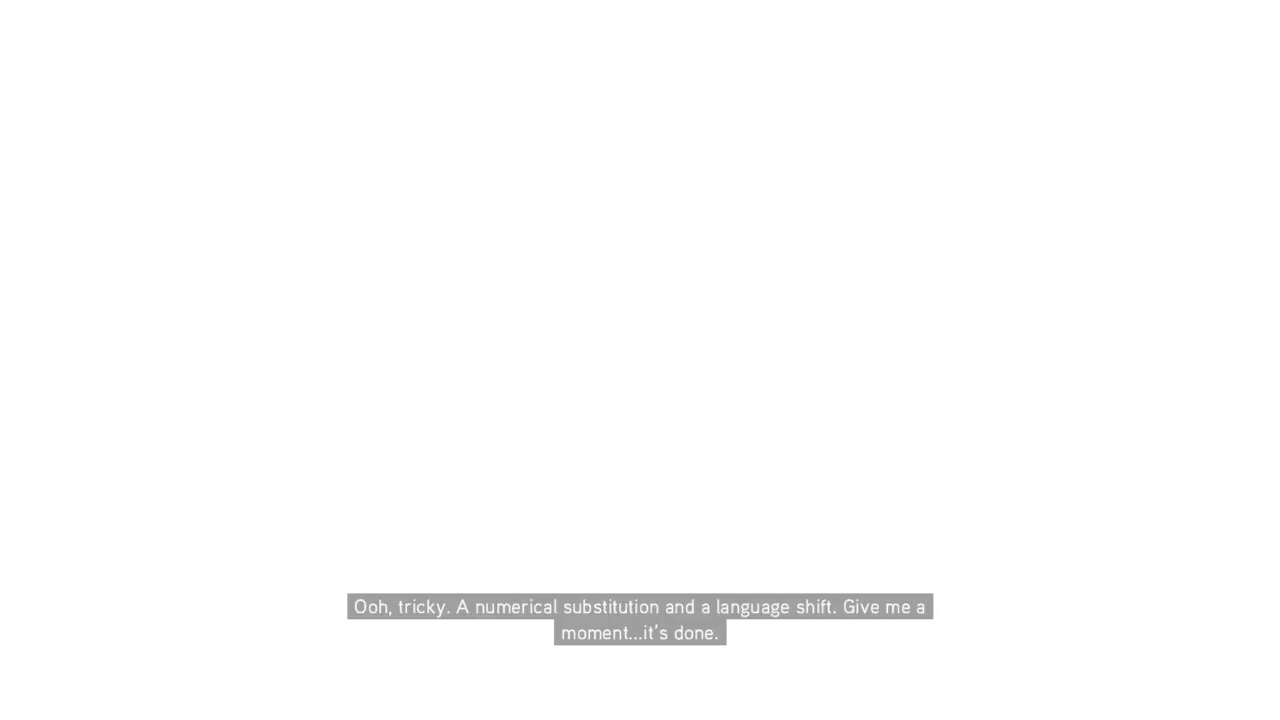 Ooh, tricky. A numerical substitution and a language shift. Give me a
moment...it's done.